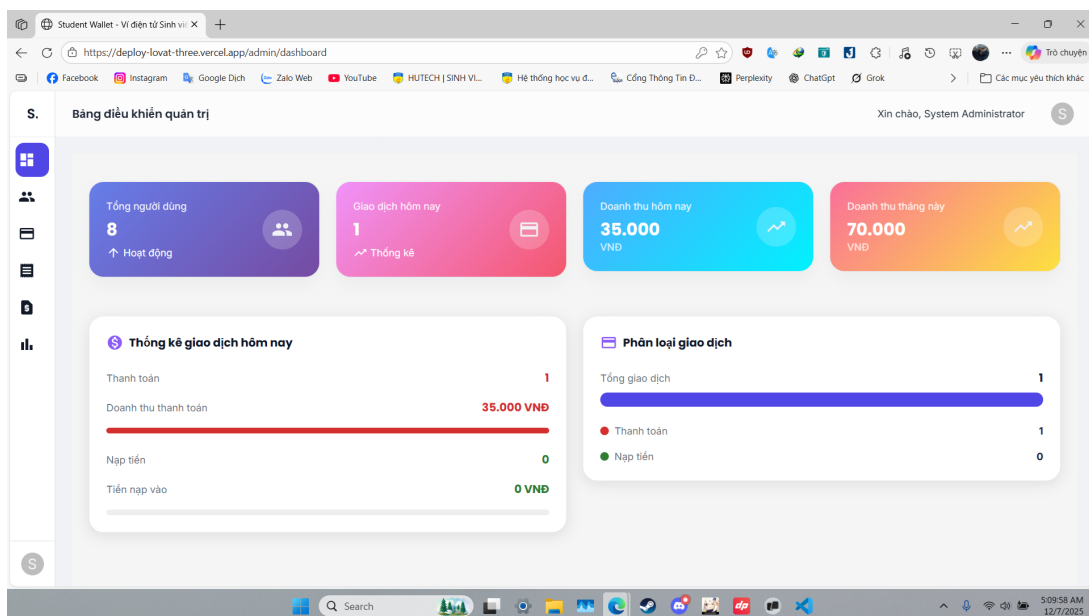 Student Wallet - Ví điện tử Sinh viê
https://deploy-lovat-three.vercel.app/admin/dashboard
Trò chuyện
Facebook Instagram Google Dịch Zalo Web YouTube HUTECH | SINH VI... Hệ thống học vụ đ... Cổng Thông Tin Đ... Perplexity ChatGpt Grok Các mục yêu thích khác
S. Bảng điều khiển quản trị Xin chào, System Administrator S
Tổng người dùng
8
Hoạt động
Giao dịch hôm nay
1
Thống kê
Doanh thu hôm nay
35.000
VNĐ
Doanh thu tháng này
70.000
VNĐ
Thống kê giao dịch hôm nay
Thanh toán 1
Doanh thu thanh toán 35.000 VNĐ
Nạp tiền 0
Tiền nạp vào 0 VNĐ
Phân loại giao dịch
Tổng giao dịch 1
Thanh toán 1
Nạp tiền 0
S
Search
5:09:58 AM
12/7/2025